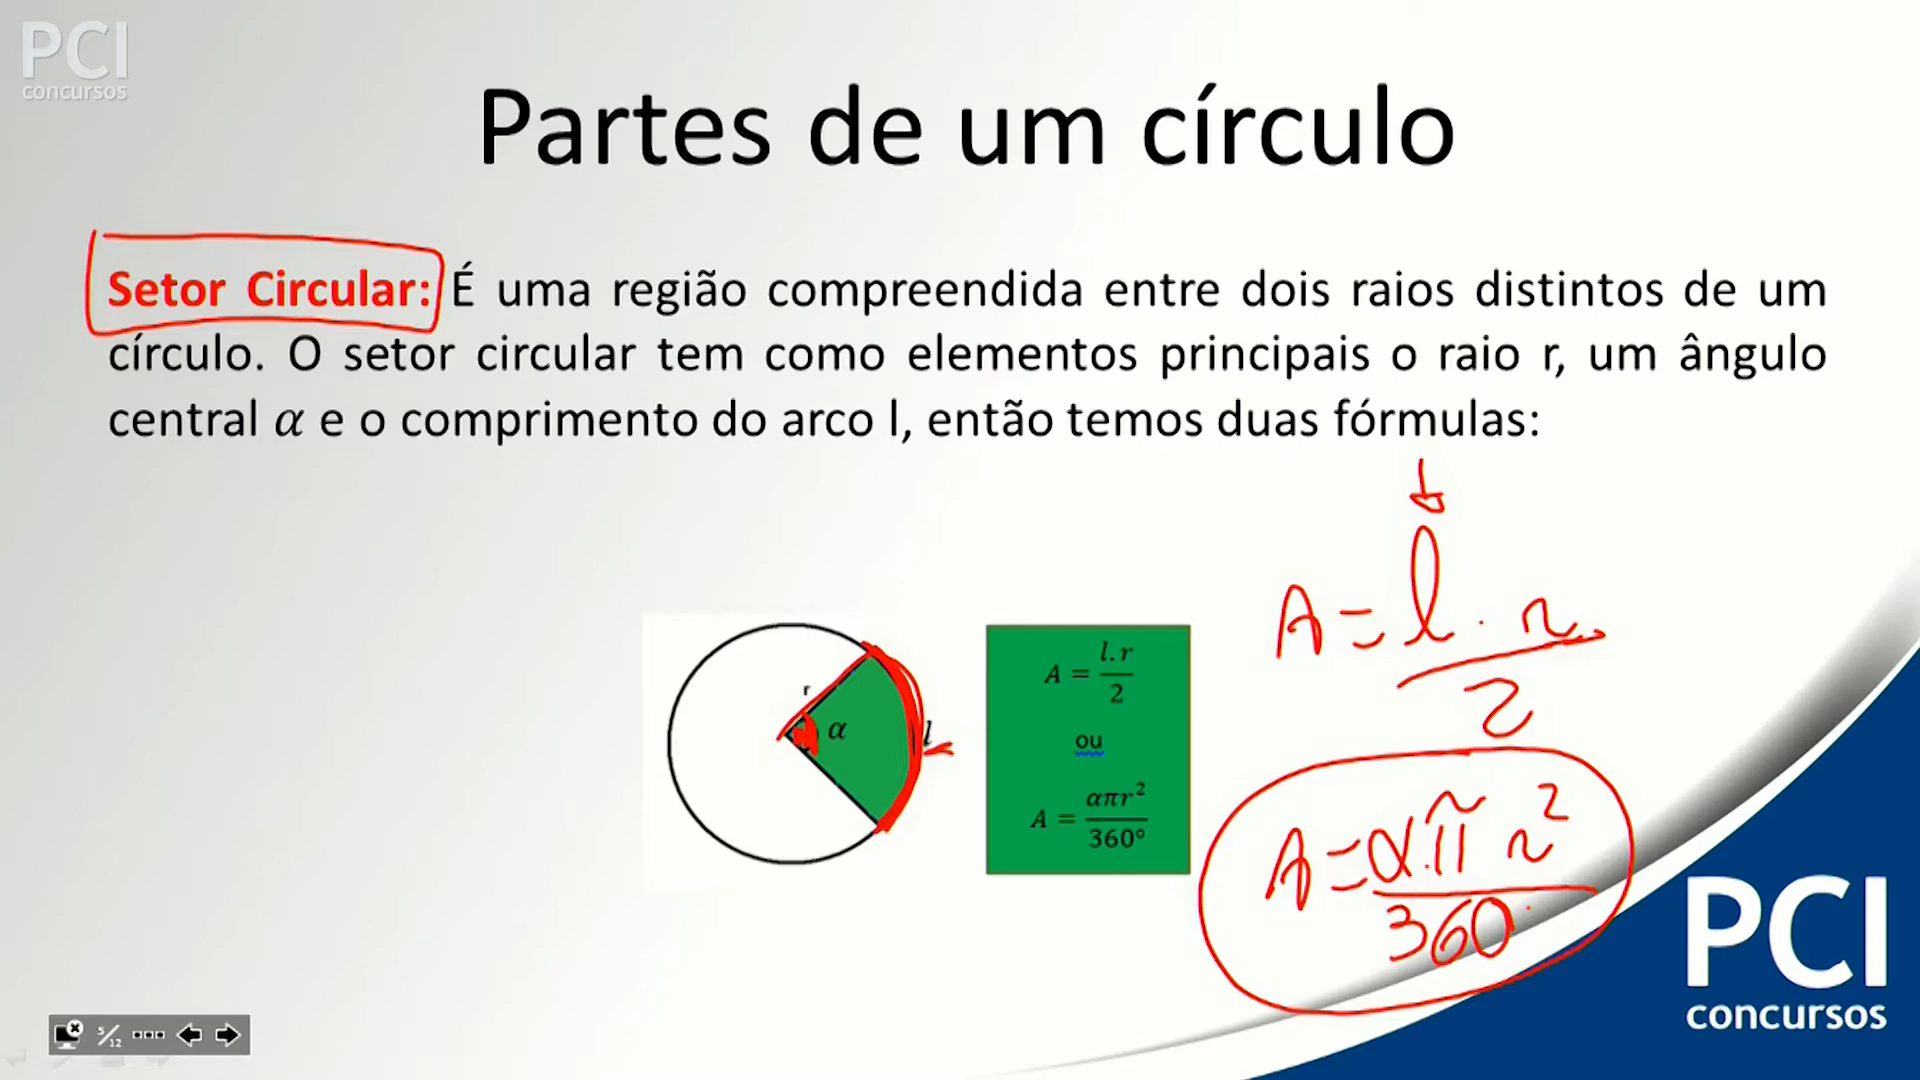 PCI
concursos
Partes de um círculo
Setor Circular: É uma região compreendida entre dois raios distintos de um
círculo. O setor circular tem como elementos principais o raio r, um ângulo
central α e o comprimento do arco l, então temos duas fórmulas:
A = l . r / 2
r
α
l
A = l.r / 2
ou
A = απr² / 360°
A = α.π r² / 360°
PCI
concursos
5/12